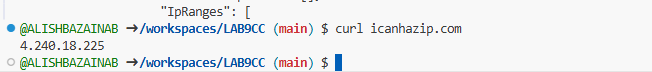 "IpRanges": [
@ALISHBAZAINAB ➜/workspaces/LAB9CC (main) $ curl icanhazip.com
4.240.18.225
@ALISHBAZAINAB ➜/workspaces/LAB9CC (main) $